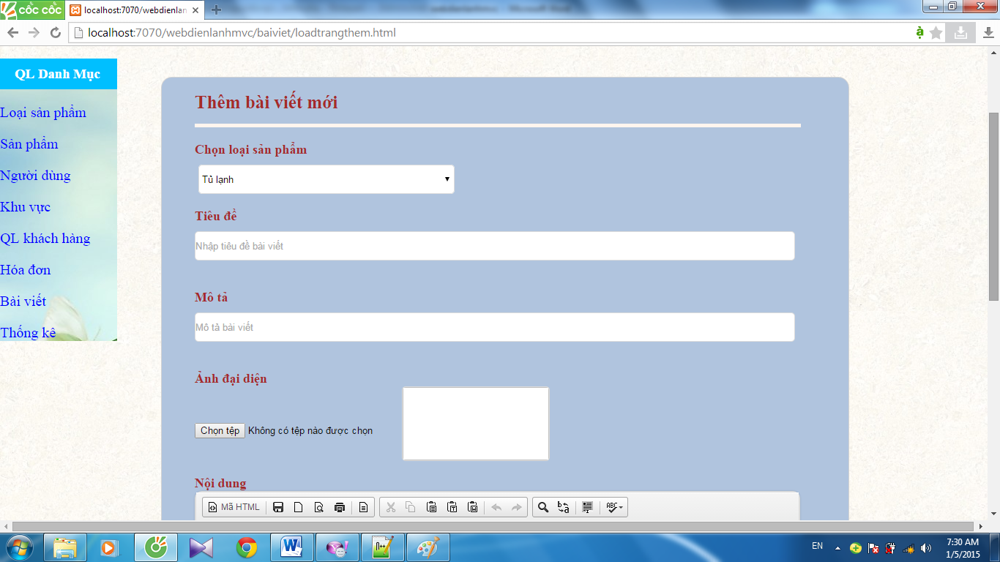 CỐC CỐC
localhost:7070/webdienlan
localhost:7070/webdienlanhmvc/baiviet/loadtrangthem.html
QL Danh Mục
Loại sản phẩm
Sản phẩm
Người dùng
Khu vực
QL khách hàng
Hóa đơn
Bài viết
Thống kê
Thêm bài viết mới
Chọn loại sản phẩm
Tủ lạnh
Tiêu đề
Nhập tiêu đề bài viết
Mô tả
Mô tả bài viết
Ảnh đại diện
Chọn tệp Không có tệp nào được chọn
Nội dung
Mã HTML
ABC
EN
7:30 AM
1/5/2015